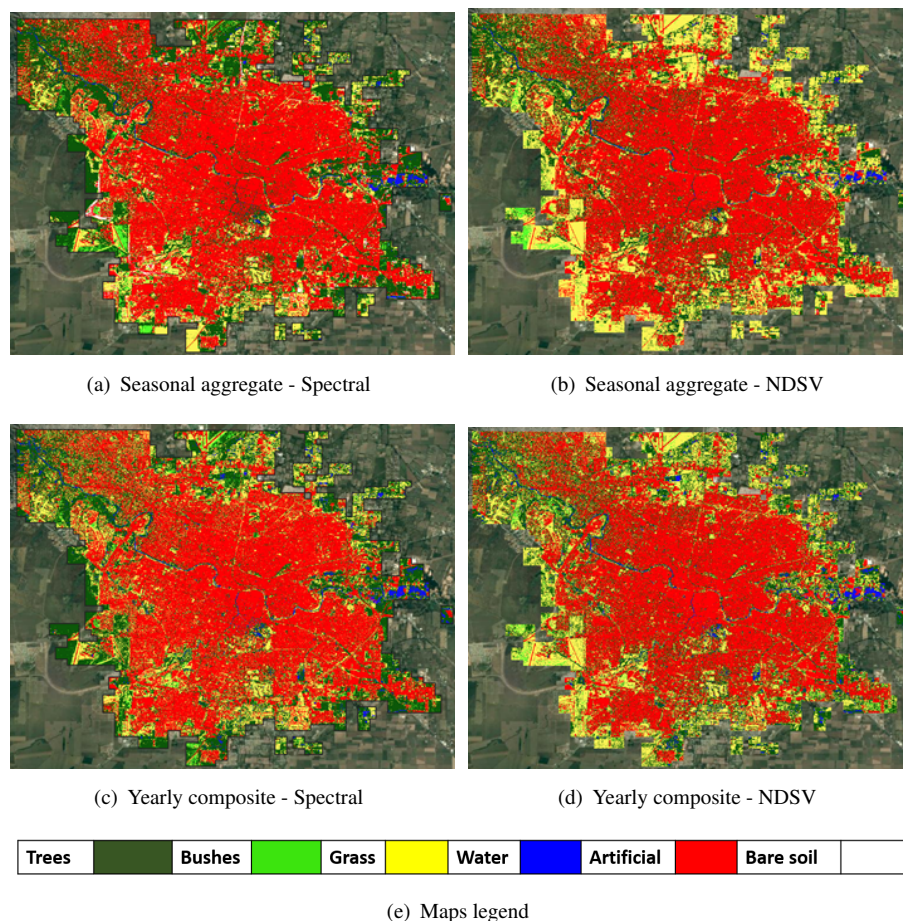 (a) Seasonal aggregate - Spectral
(b) Seasonal aggregate - NDSV
(c) Yearly composite - Spectral
(d) Yearly composite - NDSV
Trees Bushes Grass Water Artificial Bare soil
(e) Maps legend